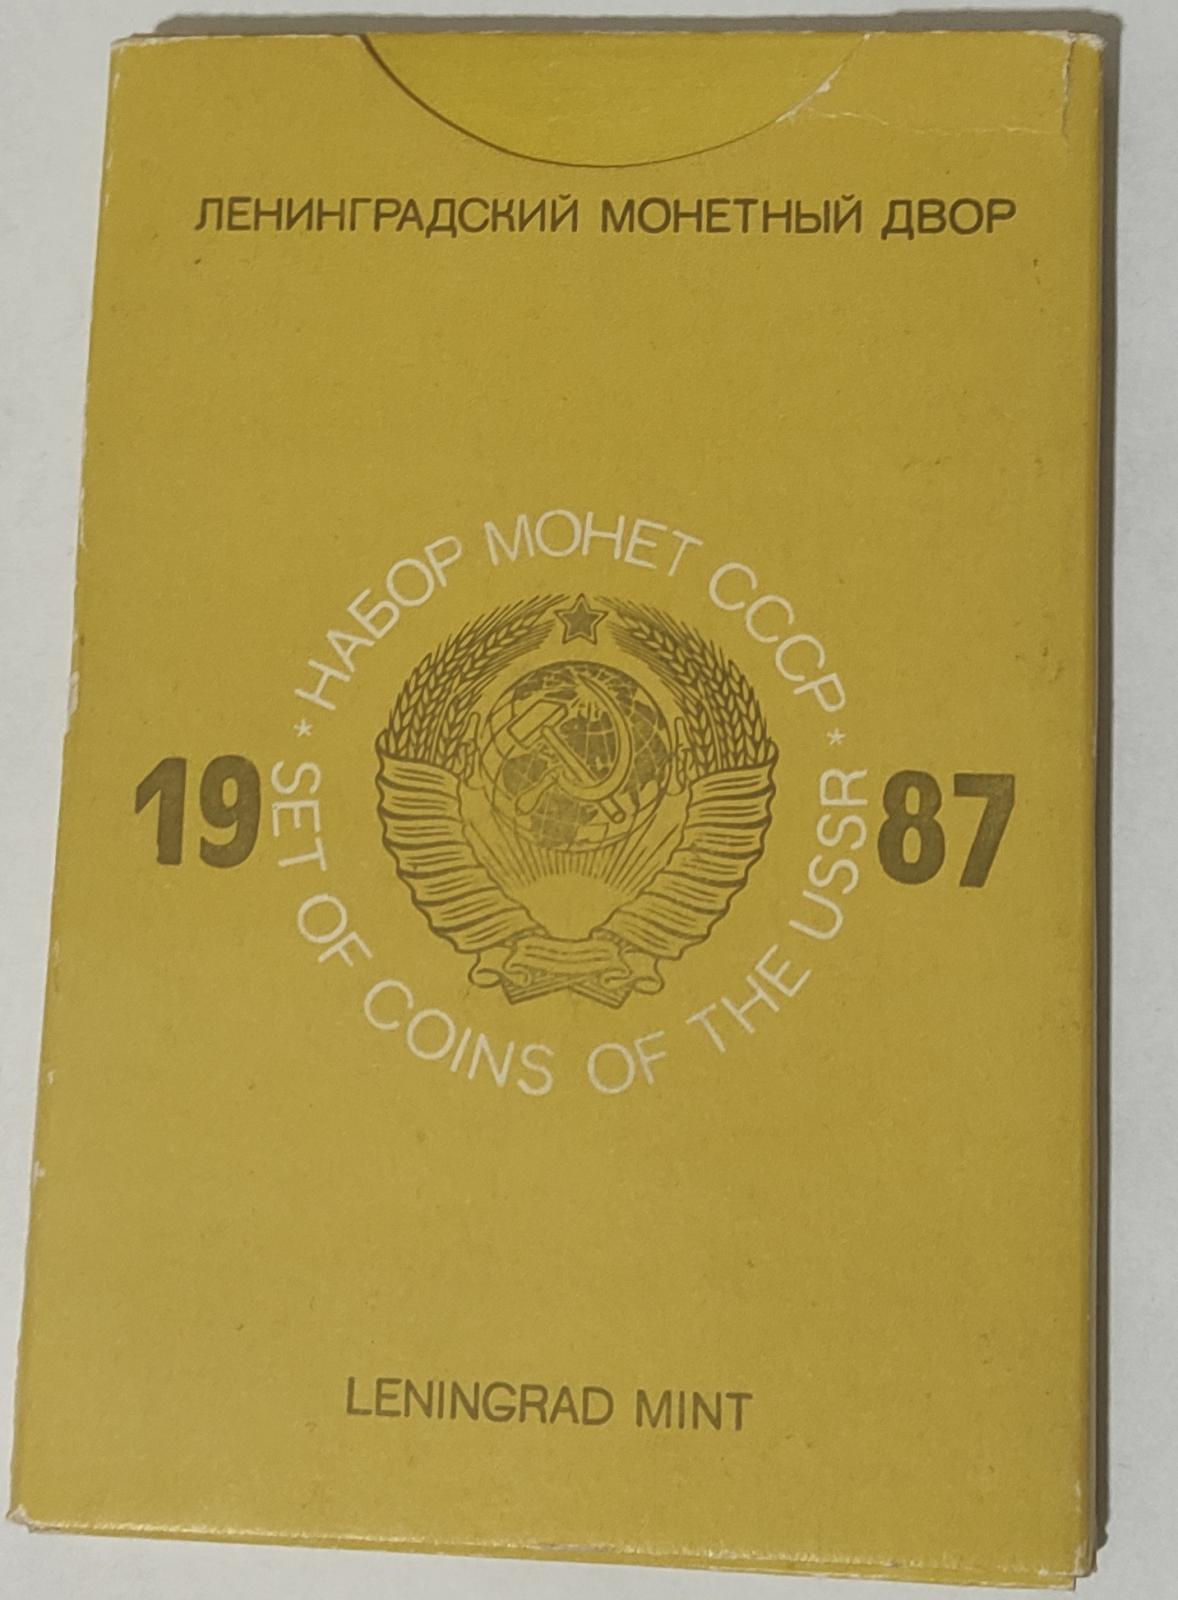 ЛЕНИНГРАДСКИЙ МОНЕТНЫЙ ДВОР
* НАБОР МОНЕТ СССР *
19 87
SET OF COINS OF THE USSR
LENINGRAD MINT